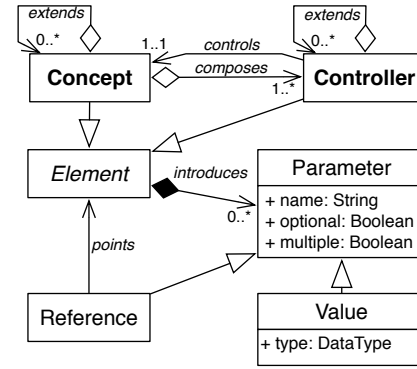 extends
extends
0..*
1..1
controls
0..*
Concept
composes
Controller
1..*
Element
introduces
Parameter
0..*
+ name: String
+ optional: Boolean
+ multiple: Boolean
points
Reference
Value
+ type: DataType